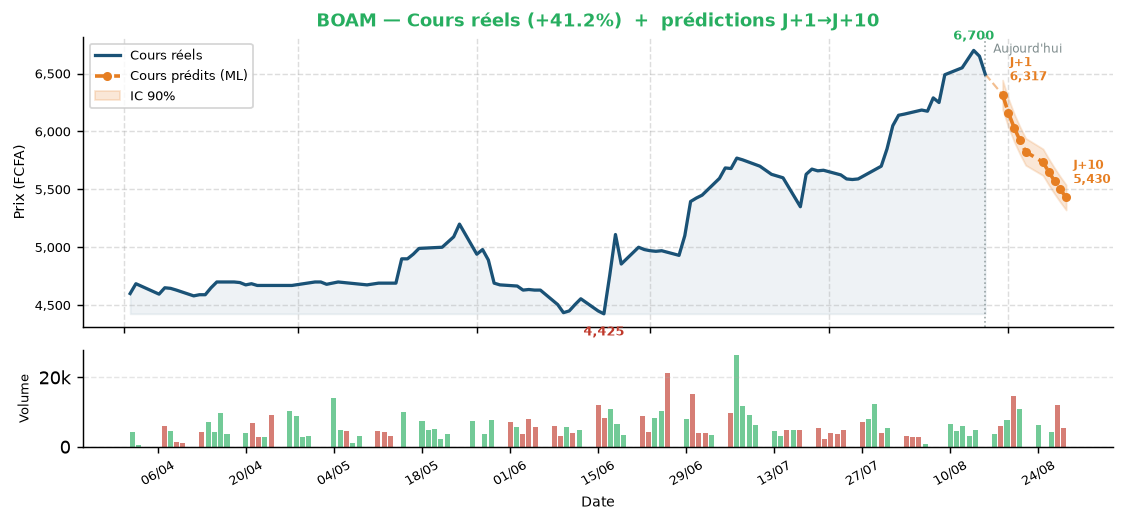 BOAM — Cours réels (+41.2%)  +  prédictions J+1→J+10
6,700
Aujourd'hui
Cours réels
Cours prédits (ML)
IC 90%
J+1
6,317
J+10
5,430
4,425
Prix (FCFA)
6,500
6,000
5,500
5,000
4,500
Volume
20k
0
06/04
20/04
04/05
18/05
01/06
15/06
29/06
13/07
27/07
10/08
24/08
Date